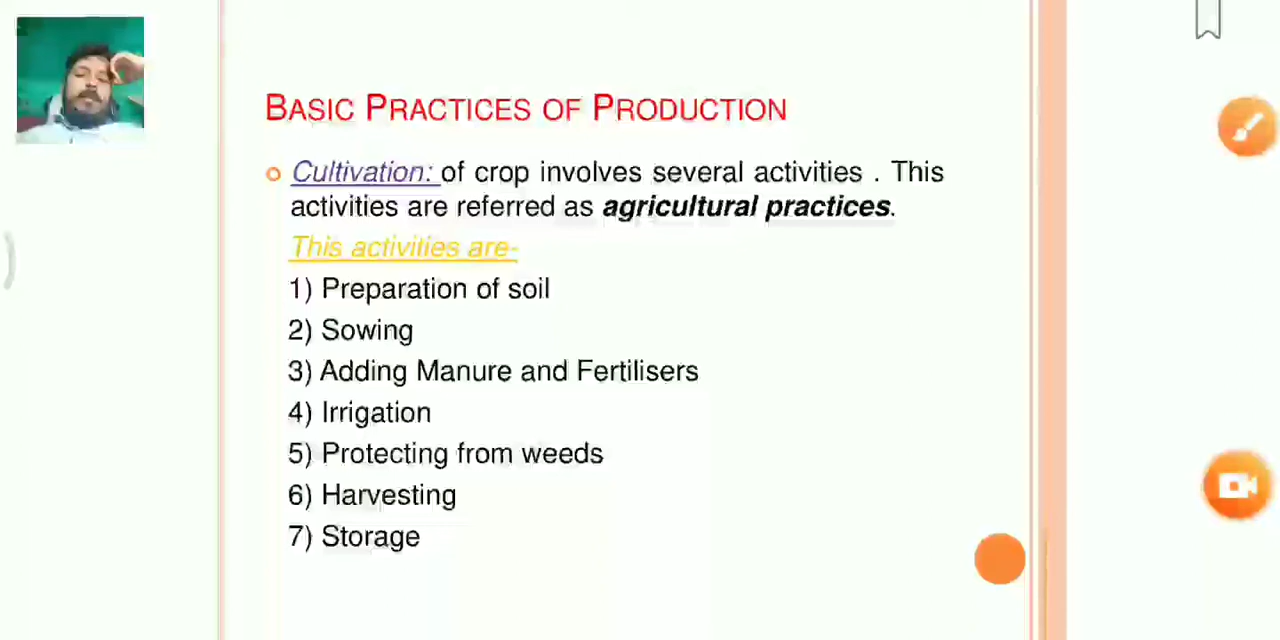 BASIC PRACTICES OF PRODUCTION
Cultivation: of crop involves several activities . This
activities are referred as agricultural practices.
This activities are-
1) Preparation of soil
2) Sowing
3) Adding Manure and Fertilisers
4) Irrigation
5) Protecting from weeds
6) Harvesting
7) Storage